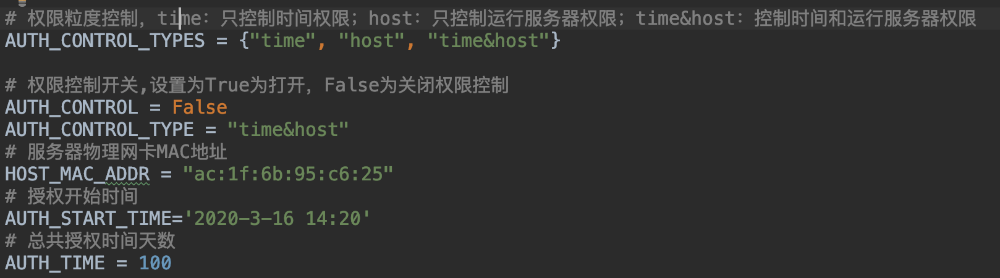 # 权限粒度控制，time：只控制时间权限；host：只控制运行服务器权限；time&host：控制时间和运行服务器权限
AUTH_CONTROL_TYPES = {"time", "host", "time&host"}
# 权限控制开关,设置为True为打开，False为关闭权限控制
AUTH_CONTROL = False
AUTH_CONTROL_TYPE = "time&host"
# 服务器物理网卡MAC地址
HOST_MAC_ADDR = "ac:1f:6b:95:c6:25"
# 授权开始时间
AUTH_START_TIME='2020-3-16 14:20'
# 总共授权时间天数
AUTH_TIME = 100